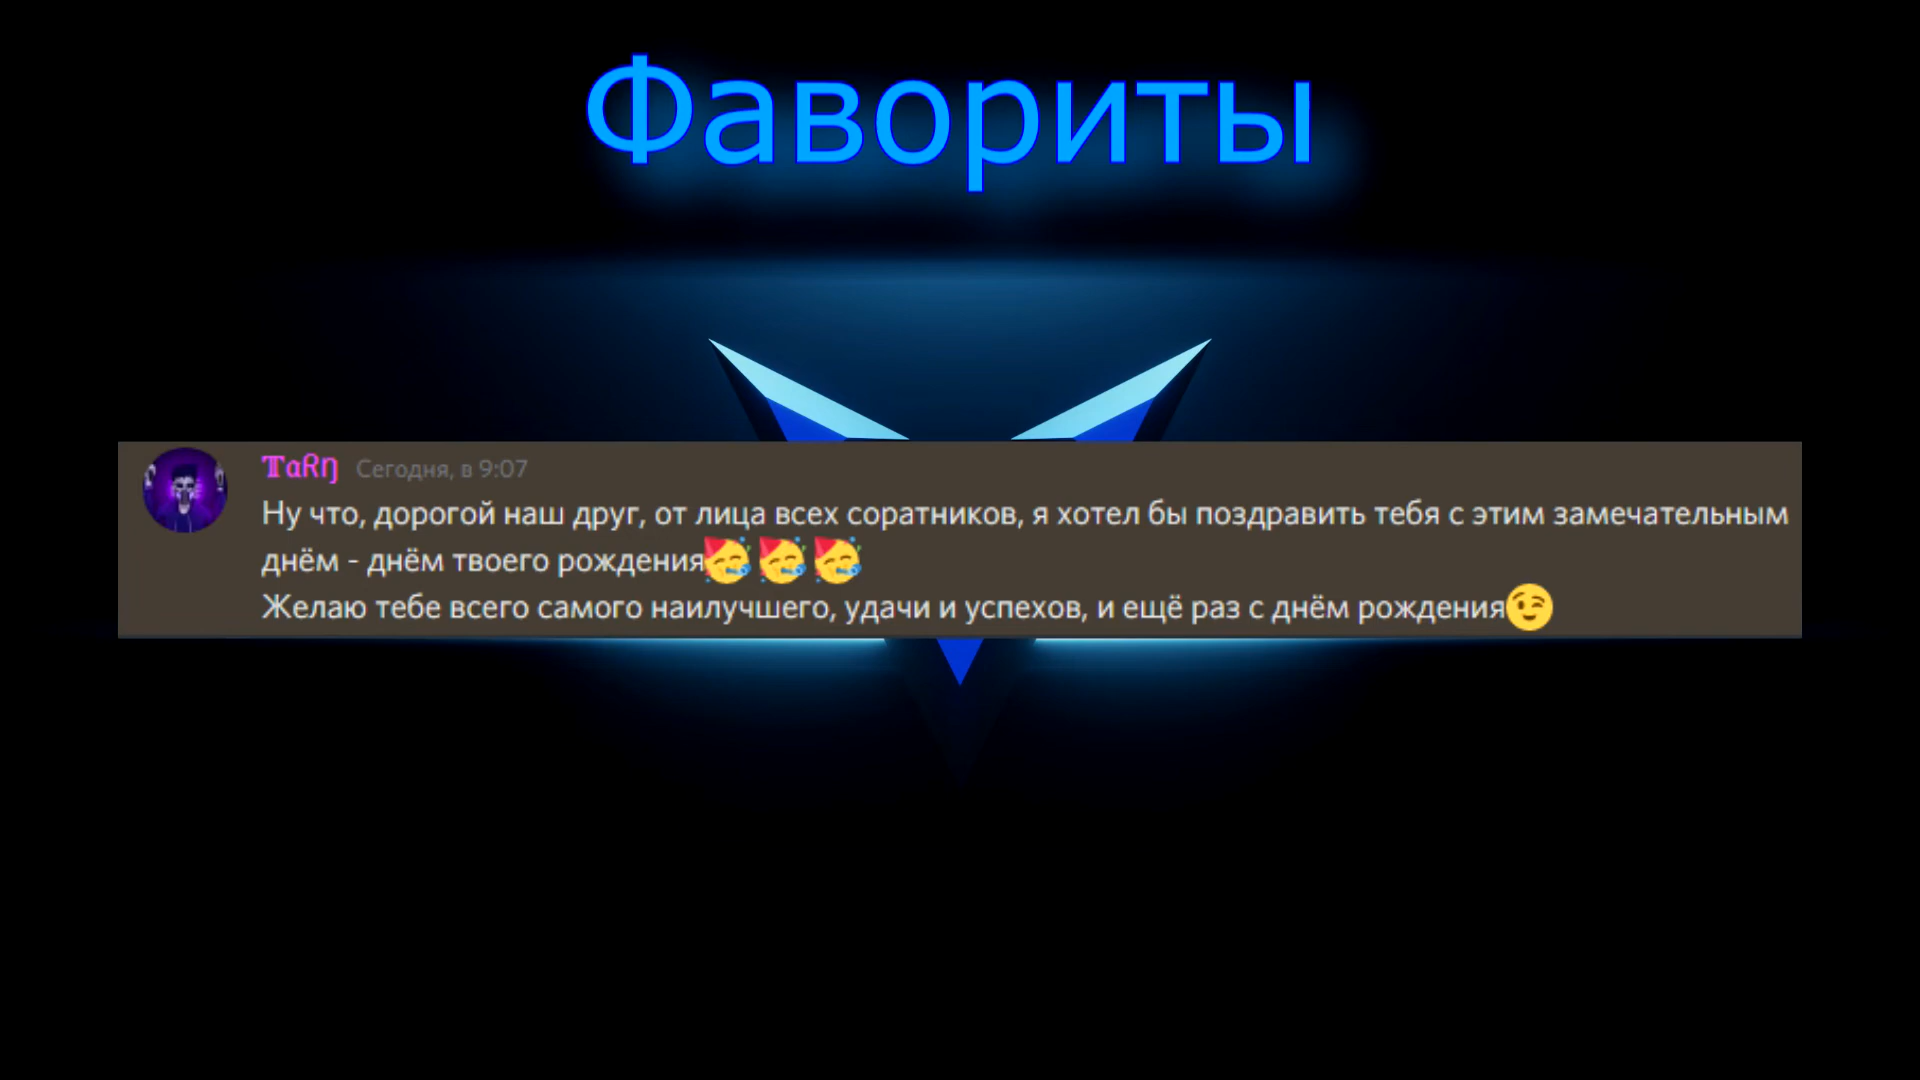 Фавориты
𝕋αᖇŋ Сегодня, в 9:07
Ну что, дорогой наш друг, от лица всех соратников, я хотел бы поздравить тебя с этим замечательным
днём - днём твоего рождения🥳🥳🥳
Желаю тебе всего самого наилучшего, удачи и успехов, и ещё раз с днём рождения😉